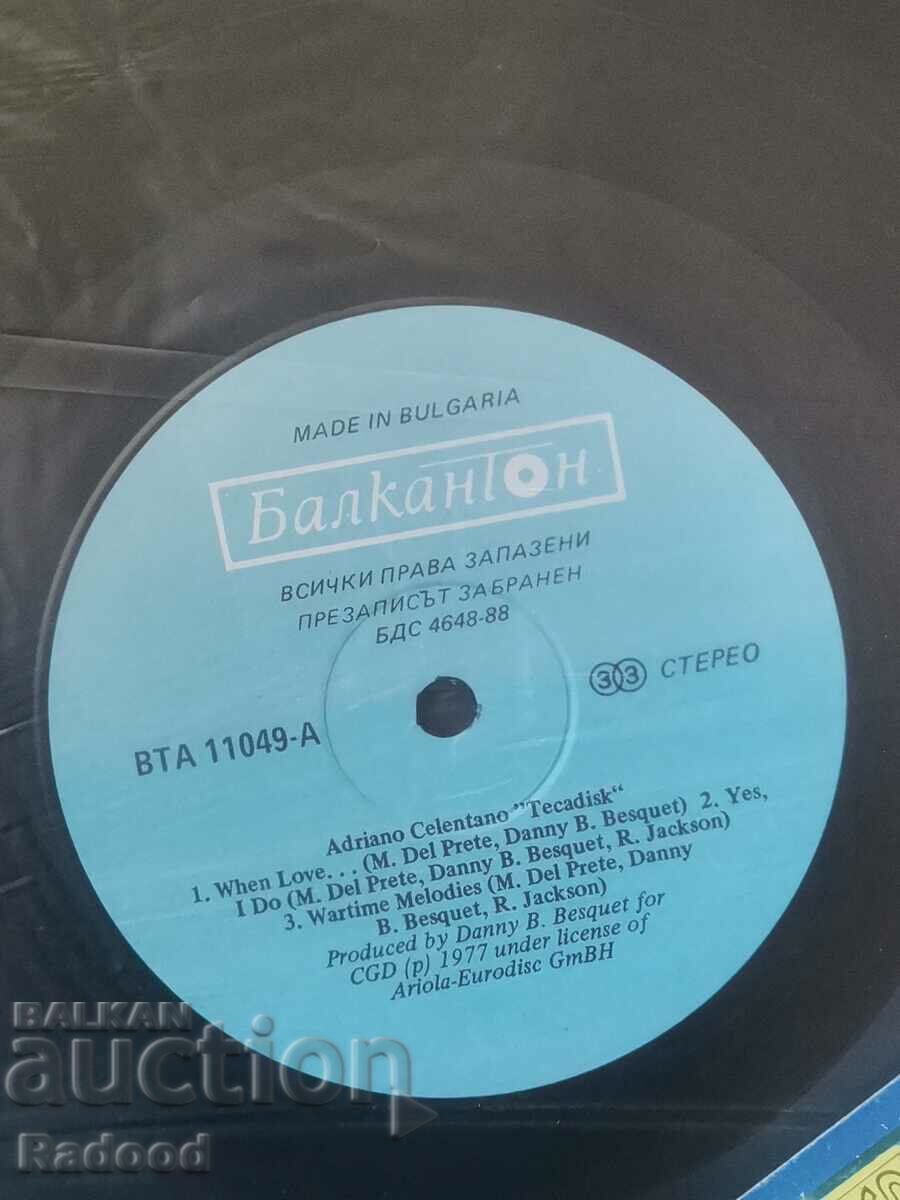 MADE IN BULGARIA
Балкантон
ВСИЧКИ ПРАВА ЗАПАЗЕНИ
ПРЕЗАПИСЪТ ЗАБРАНЕН
БДС 4648-88
33 СТЕРЕО
ВТА 11049-А
Adriano Celentano "Tecadisk"
1. When Love. . . (M. Del Prete, Danny B. Besquet) 2. Yes,
I Do (M. Del Prete, Danny B. Besquet, R. Jackson)
3. Wartime Melodies (M. Del Prete, Danny
B. Besquet, R. Jackson)
Produced by Danny B. Besquet for
CGD (p) 1977 under license of
Ariola-Eurodisc GmBH
BALKAN
auction
Radood